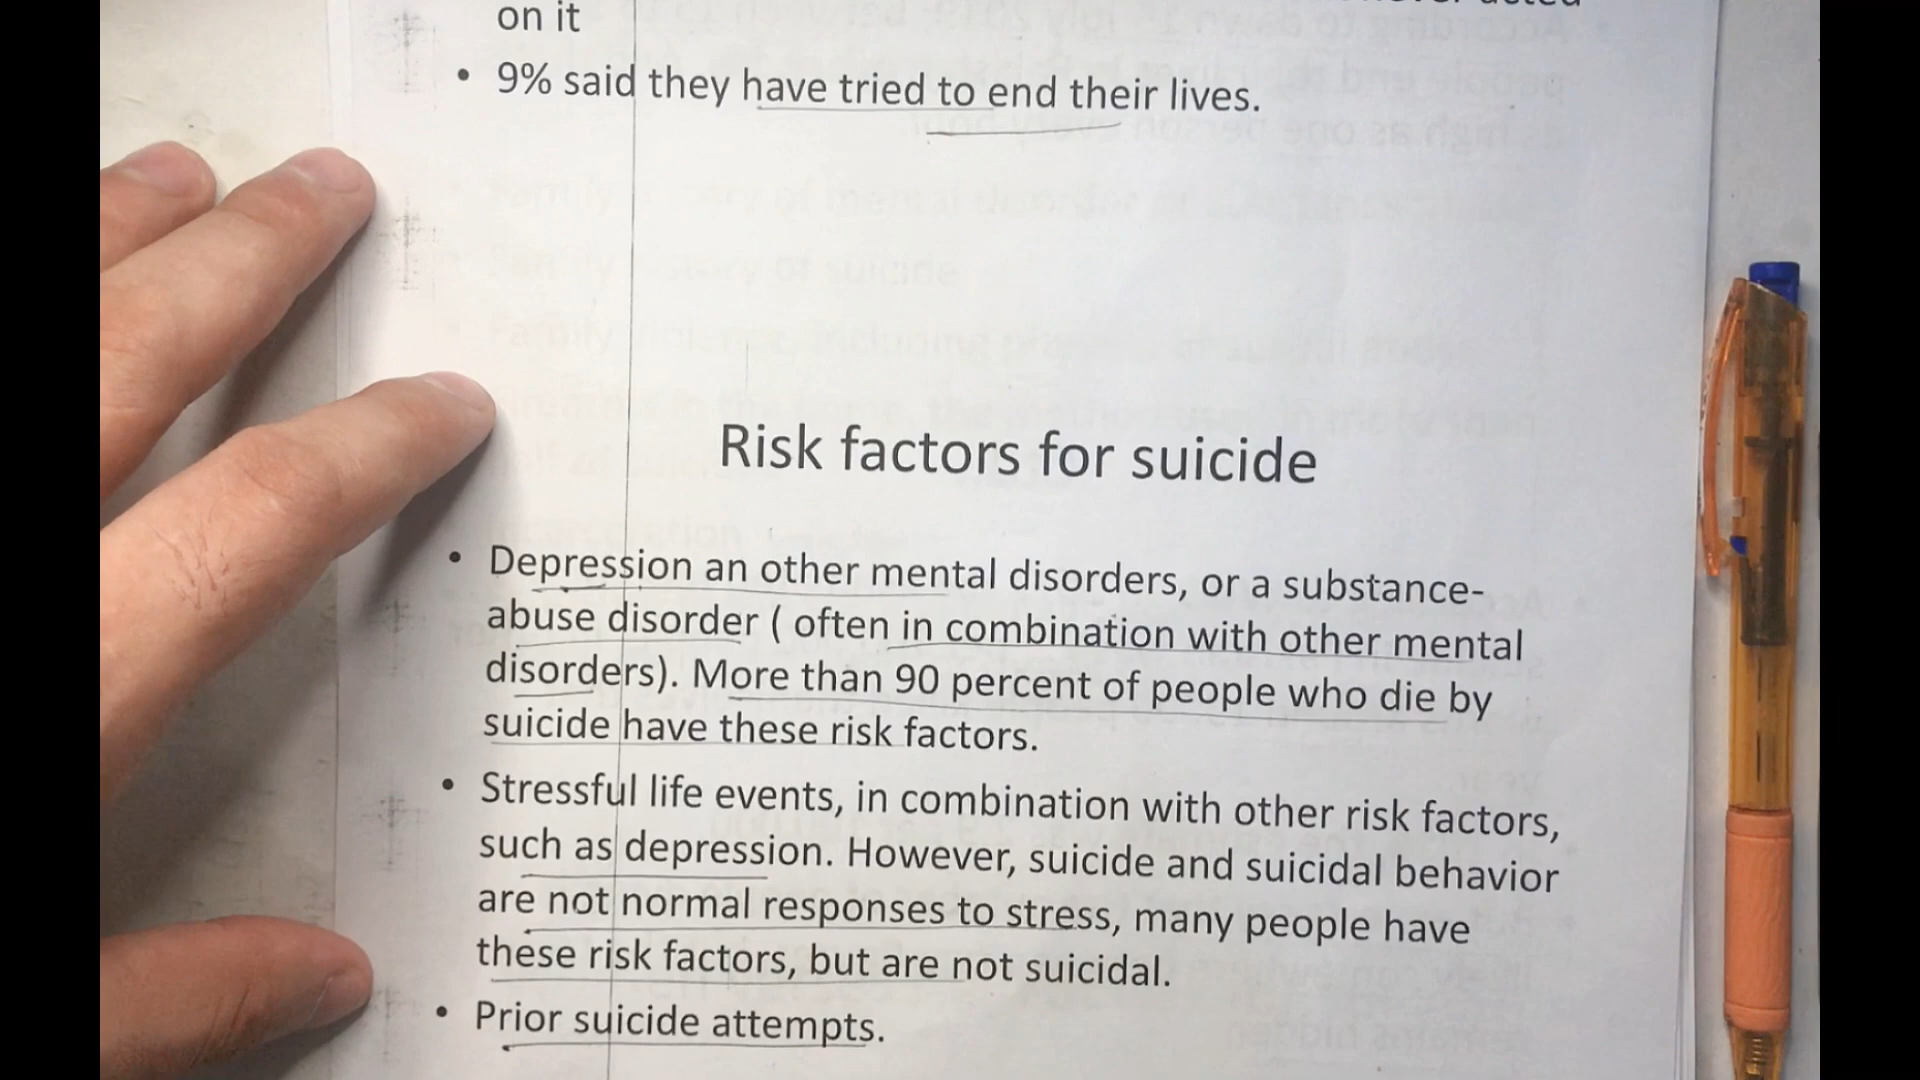 on it
• 9% said they have tried to end their lives.
Risk factors for suicide
• Depression an other mental disorders, or a substance-
abuse disorder ( often in combination with other mental
disorders). More than 90 percent of people who die by
suicide have these risk factors.
• Stressful life events, in combination with other risk factors,
such as depression. However, suicide and suicidal behavior
are not normal responses to stress, many people have
these risk factors, but are not suicidal.
• Prior suicide attempts.